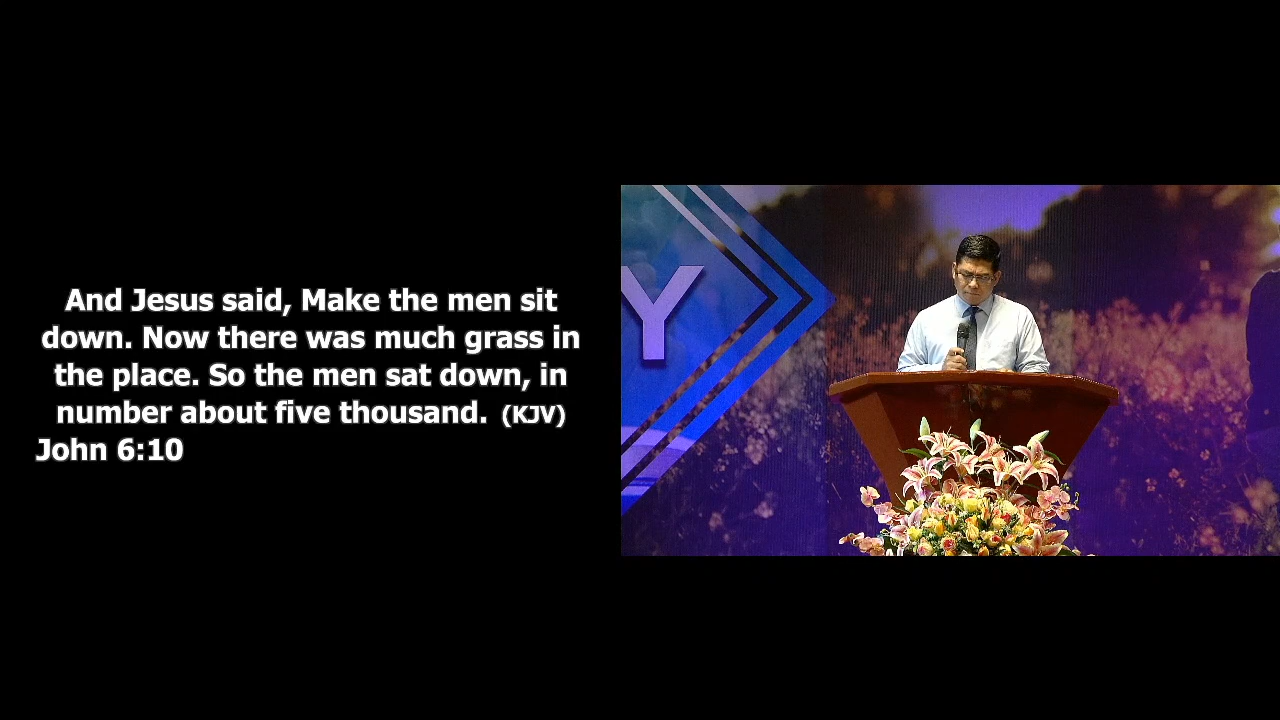 And Jesus said, Make the men sit
down. Now there was much grass in
the place. So the men sat down, in
number about five thousand. (KJV)
John 6:10
Y